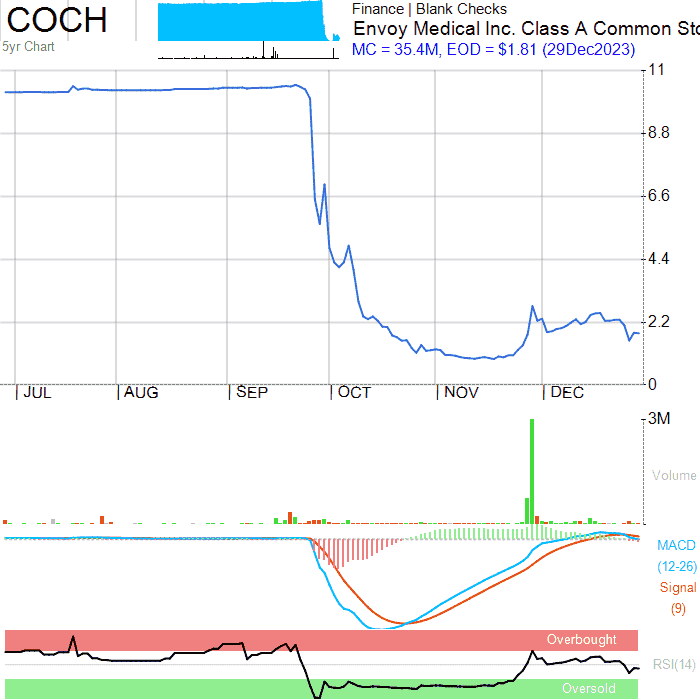 COCH
5yr Chart
Finance | Blank Checks
Envoy Medical Inc. Class A Common Sto
MC = 35.4M, EOD = $1.81 (29Dec2023)
11
8.8
6.6
4.4
2.2
0
| JUL | AUG | SEP | OCT | NOV | DEC
3M
Volume
MACD
(12-26)
Signal
(9)
Overbought
RSI(14)
Oversold